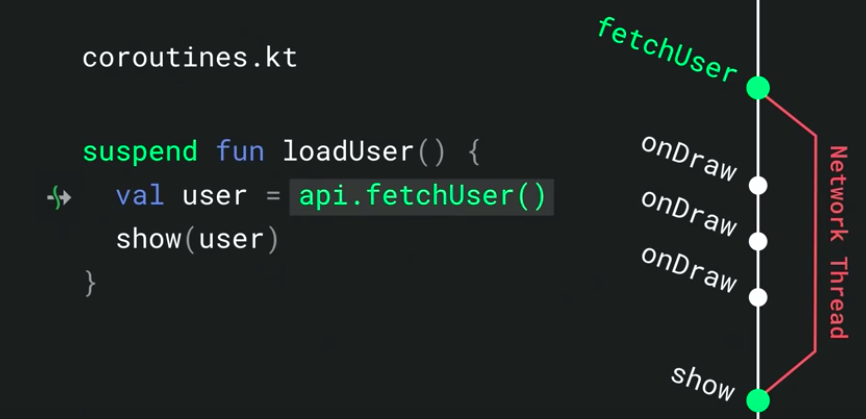 coroutines.kt
suspend fun loadUser() {
val user = api.fetchUser()
show(user)
}
fetchUser
onDraw
onDraw
onDraw
show
Network Thread